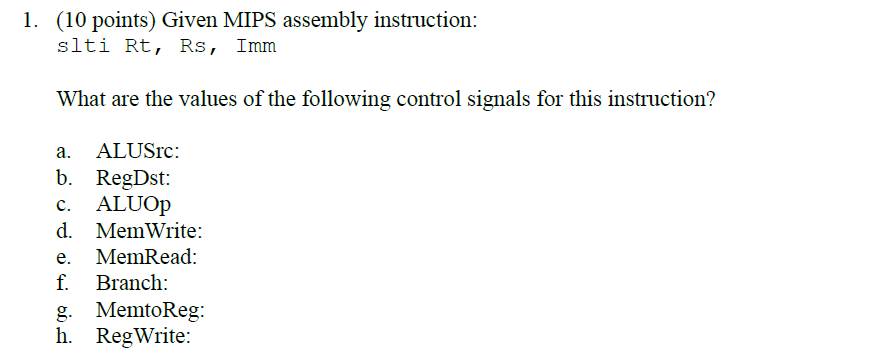 1. (10 points) Given MIPS assembly instruction:
slti Rt, Rs, Imm
What are the values of the following control signals for this instruction?
a. ALUSrc:
b. RegDst:
c. ALUOp
d. MemWrite:
e. MemRead:
f. Branch:
g. MemtoReg:
h. RegWrite: